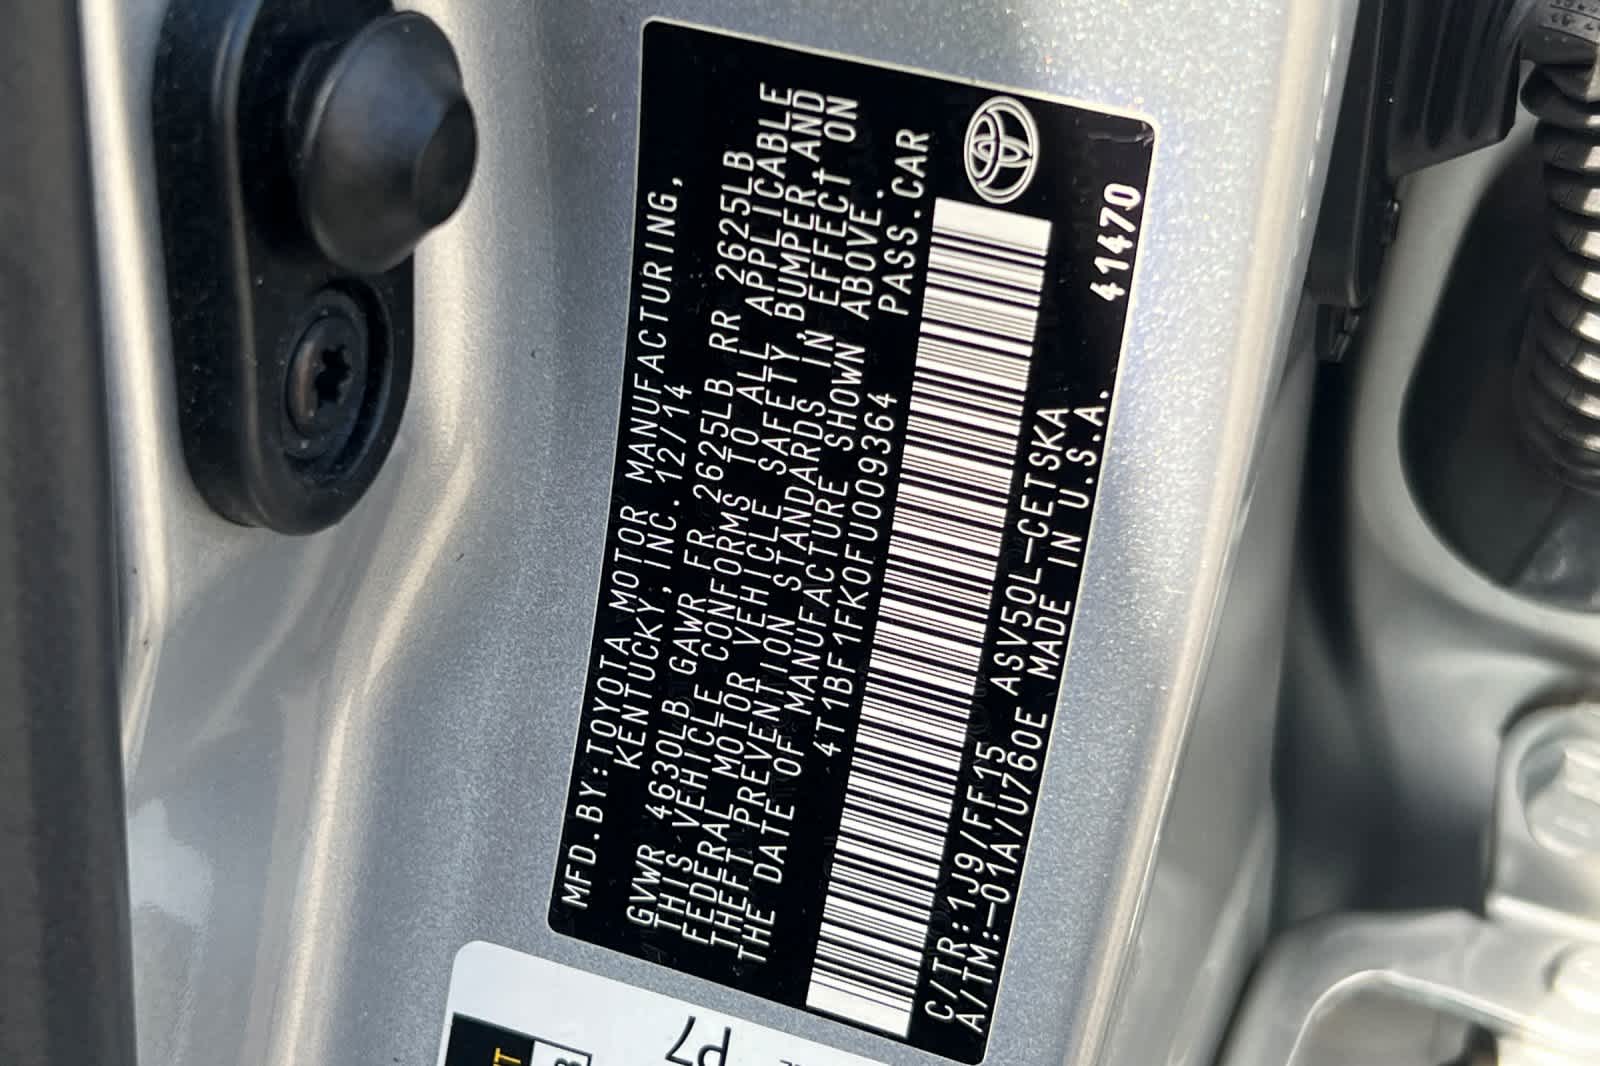 MFD.BY:TOYOTA MOTOR MANUFACTURING,
KENTUCKY, INC. 12/14
GVWR 4630LB GAWR FR 2625LB RR 2625LB
THIS VEHICLE CONFORMS TO ALL APPLICABLE
FEDERAL MOTOR VEHICLE SAFETY,BUMPER,AND
THEFT PREVENTION STANDARDS IN EFFECT ON
THE DATE OF MANUFACTURE SHOWN ABOVE.
4T1BF1FK0FU009364 PASS.CAR
C/TR:1J9/FF15 ASV50L-CETSKA
A/TM:-01A/U760E MADE IN U.S.A.
41470
P7